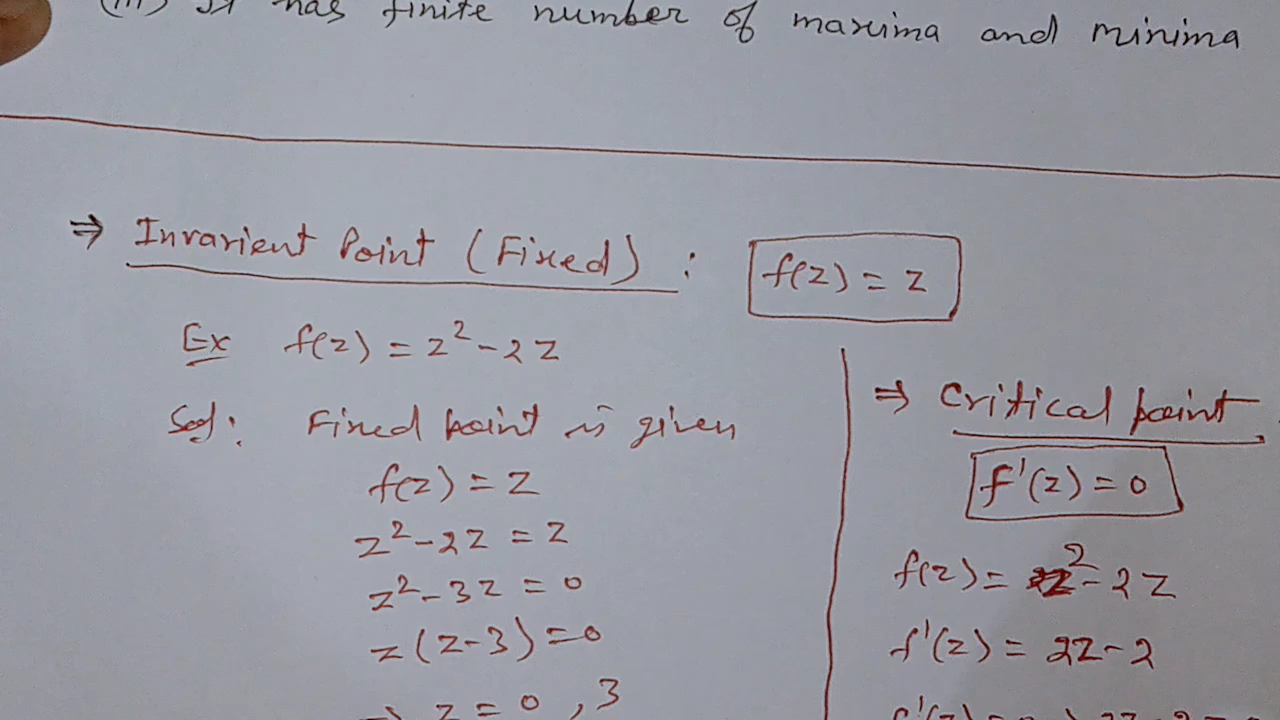 (iii) It has finite number of maxima and minima
⇒ Invarient Point (Fixed) : f(z) = z
Ex f(z) = z² - 2z
Sol: Fixed point is given
f(z) = z
z² - 2z = z
z² - 3z = 0
z(z-3) = 0
⇒ z = 0, 3
⇒ Critical point
f'(z) = 0
f(z) = z² - 2z
f'(z) = 2z - 2
f'(z) = 0